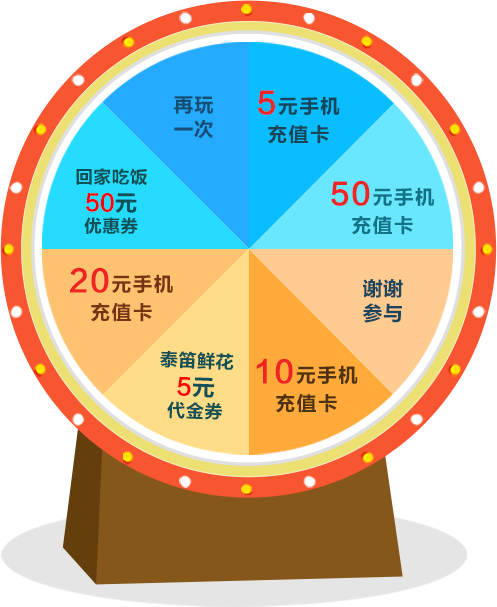 再玩
一次
5元手机
充值卡
50元手机
充值卡
谢谢
参与
10元手机
充值卡
泰笛鲜花
5元
代金券
20元手机
充值卡
回家吃饭
50元
优惠券